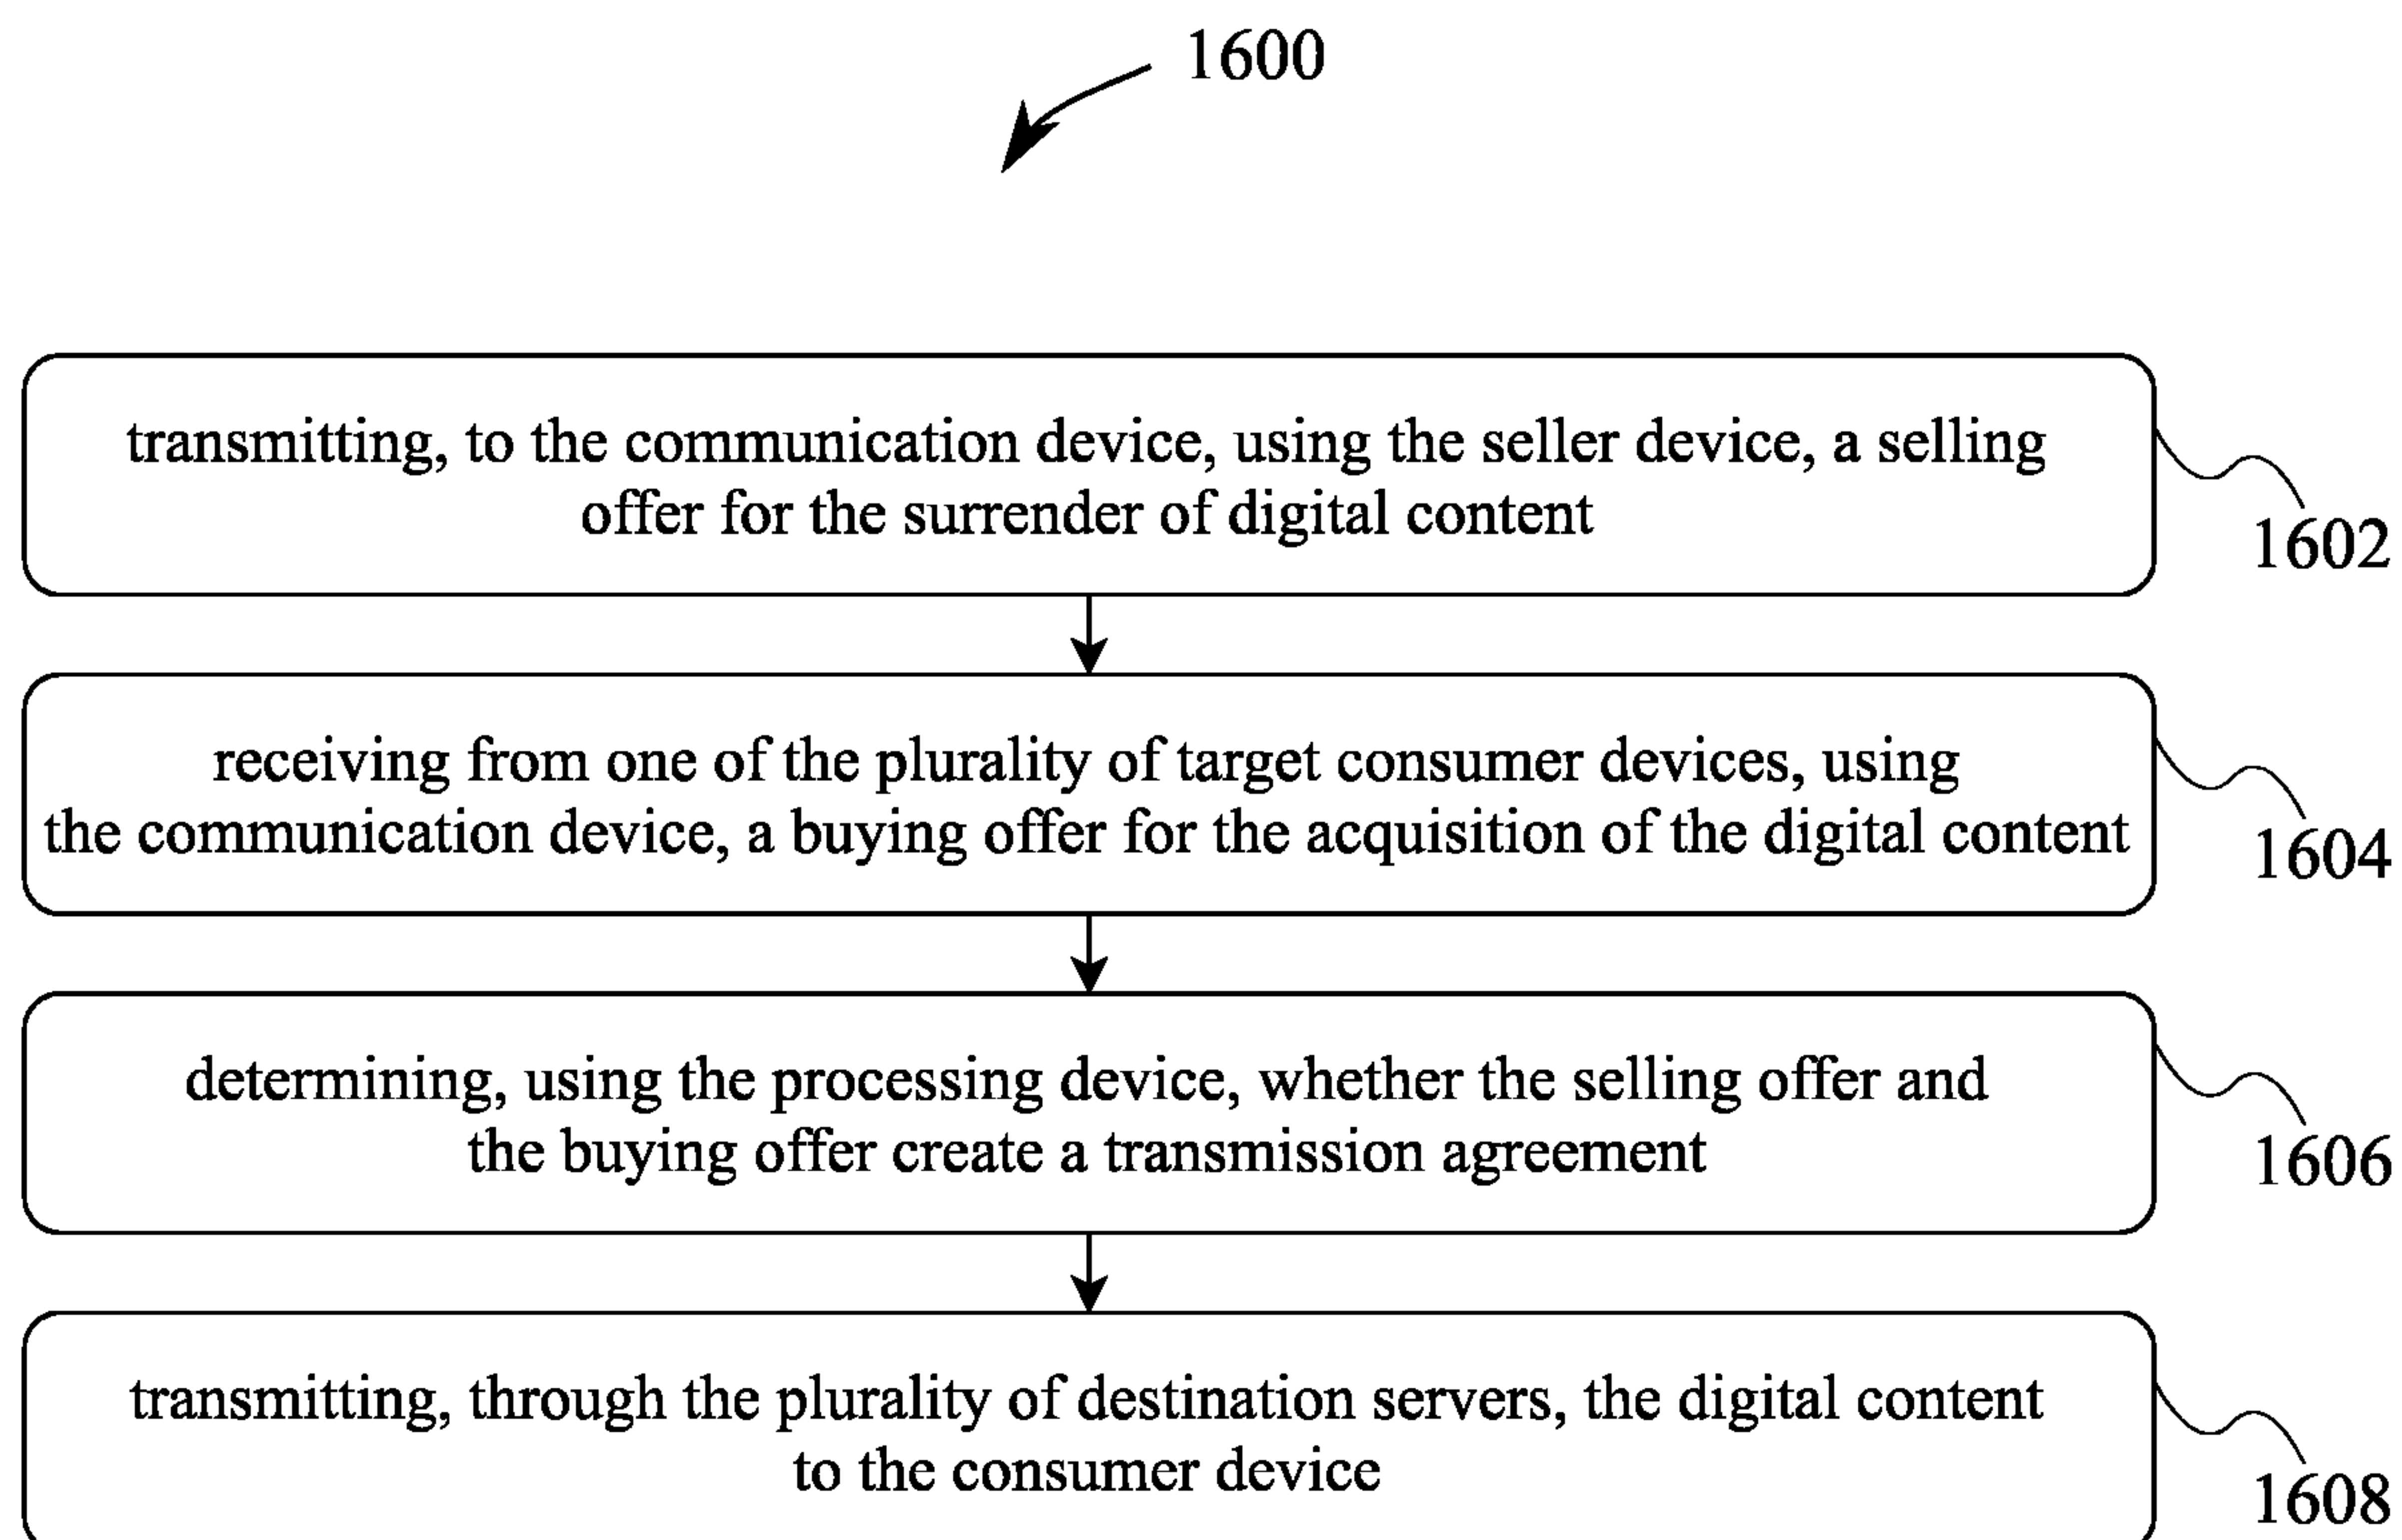 1600
transmitting, to the communication device, using the seller device, a selling
offer for the surrender of digital content
1602
receiving from one of the plurality of target consumer devices, using
the communication device, a buying offer for the acquisition of the digital content
1604
determining, using the processing device, whether the selling offer and
the buying offer create a transmission agreement
1606
transmitting, through the plurality of destination servers, the digital content
to the consumer device
1608